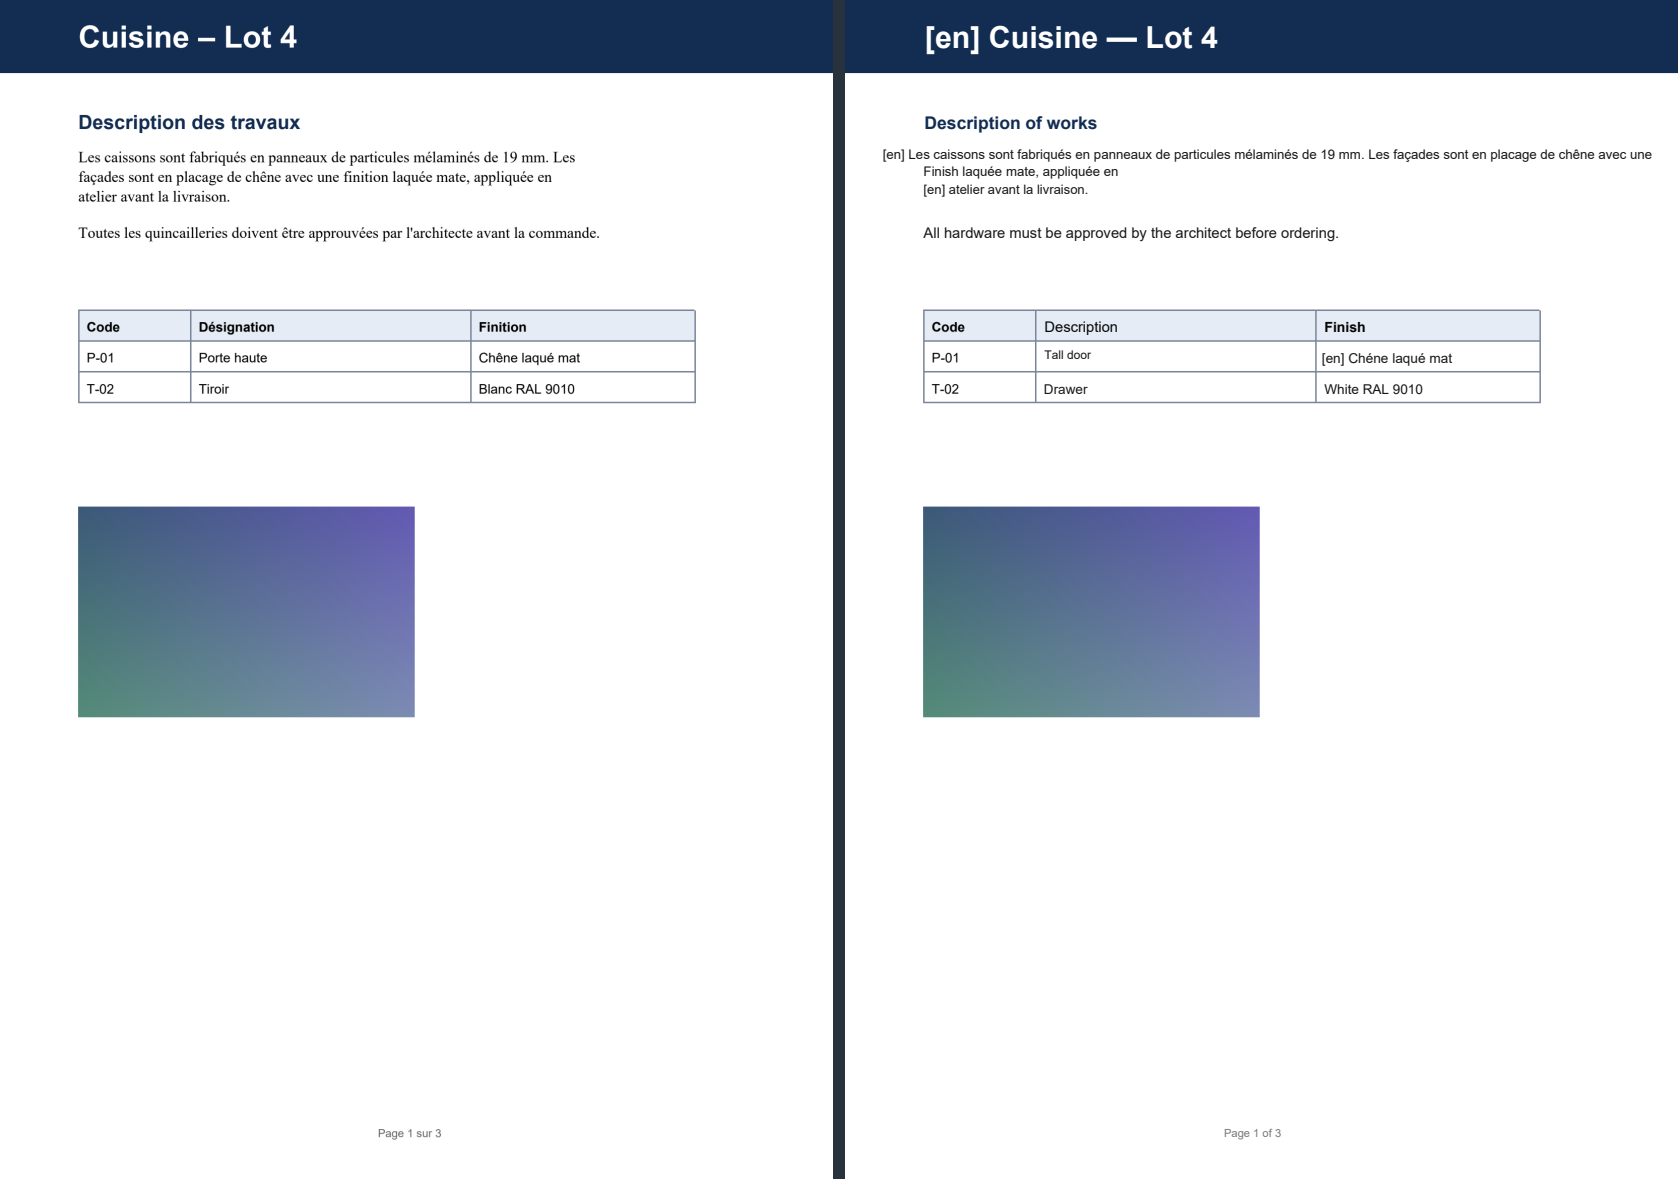 Cuisine – Lot 4
Description des travaux
Les caissons sont fabriqués en panneaux de particules mélaminés de 19 mm. Les
façades sont en placage de chêne avec une finition laquée mate, appliquée en
atelier avant la livraison.
Toutes les quincailleries doivent être approuvées par l'architecte avant la commande.
Code Désignation Finition
P-01 Porte haute Chêne laqué mat
T-02 Tiroir Blanc RAL 9010
Page 1 sur 3
[en] Cuisine — Lot 4
Description of works
[en] Les caissons sont fabriqués en panneaux de particules mélaminés de 19 mm. Les façades sont en placage de chêne avec une
Finish laquée mate, appliquée en
[en] atelier avant la livraison.
All hardware must be approved by the architect before ordering.
Code Description Finish
P-01 Tall door [en] Chéne laqué mat
T-02 Drawer White RAL 9010
Page 1 of 3